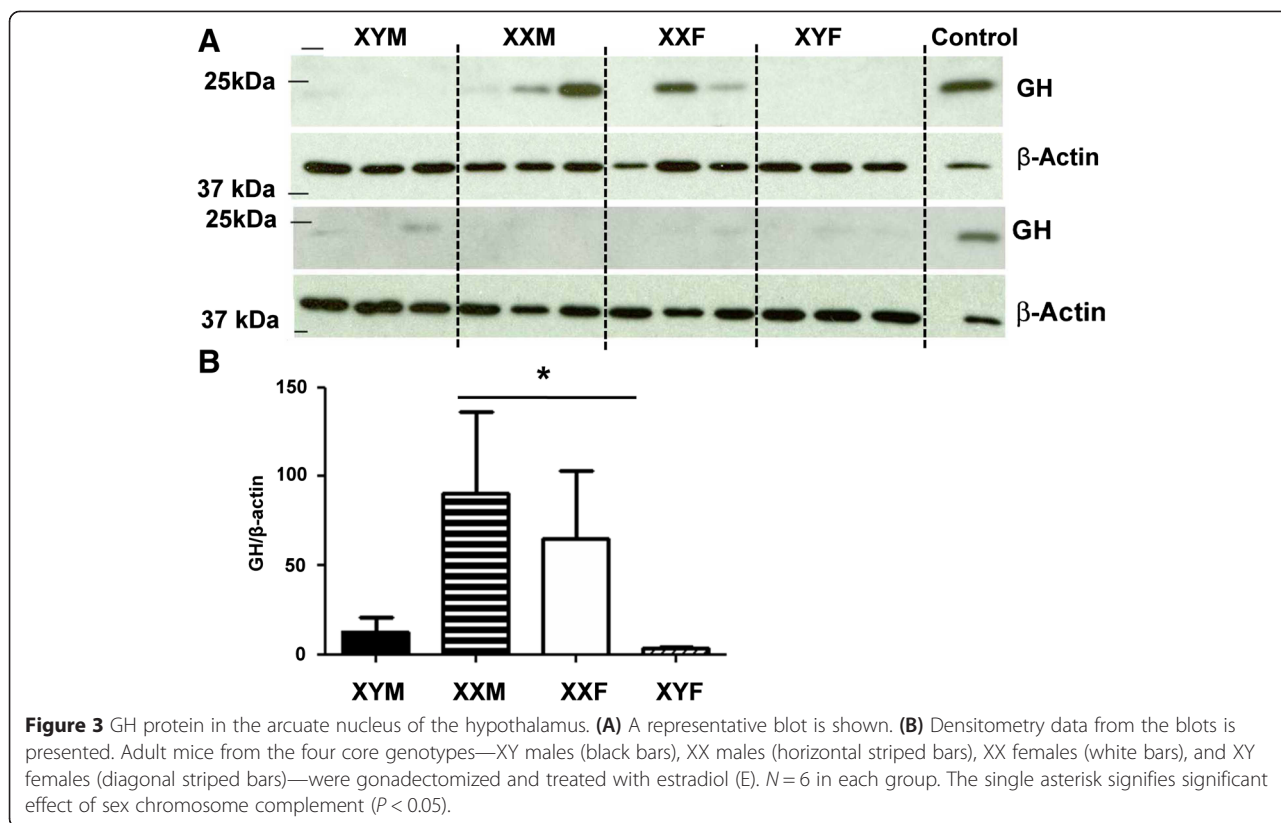 A
XYM XXM XXF XYF Control
25kDa GH
β-Actin
37 kDa
25kDa GH
37 kDa β-Actin
B
*
150
100
50
0
GH/β-actin
XYM XXM XXF XYF
Figure 3 GH protein in the arcuate nucleus of the hypothalamus. (A) A representative blot is shown. (B) Densitometry data from the blots is
presented. Adult mice from the four core genotypes—XY males (black bars), XX males (horizontal striped bars), XX females (white bars), and XY
females (diagonal striped bars)—were gonadectomized and treated with estradiol (E). N = 6 in each group. The single asterisk signifies significant
effect of sex chromosome complement (P < 0.05).